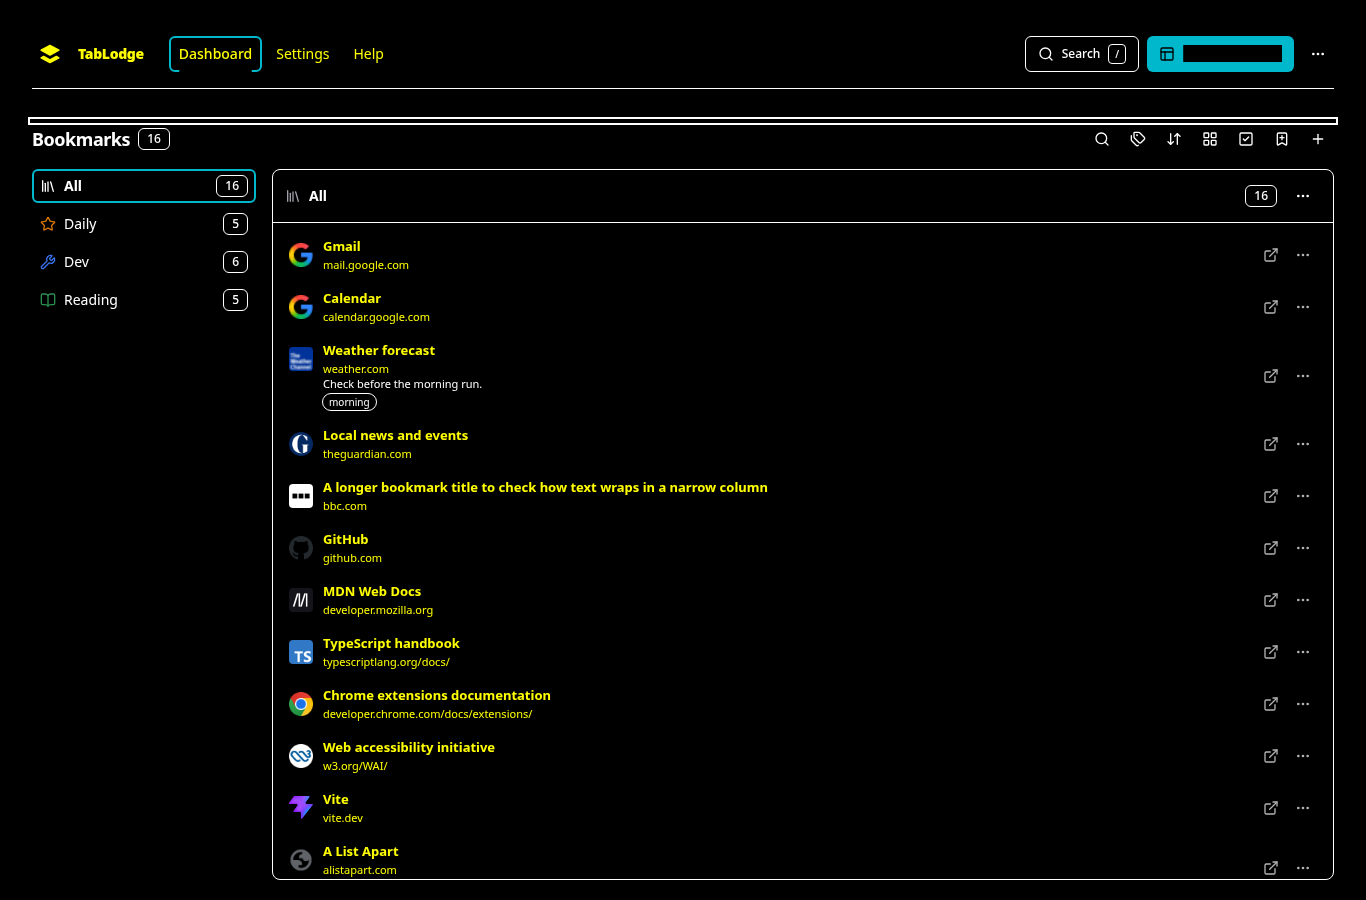 TabLodge
Dashboard
Settings
Help
Search /
Bookmarks 16
All 16
Daily 5
Dev 6
Reading 5
All 16
Gmail
mail.google.com
Calendar
calendar.google.com
The
Weather
Channel
Weather forecast
weather.com
Check before the morning run.
morning
Local news and events
theguardian.com
A longer bookmark title to check how text wraps in a narrow column
bbc.com
GitHub
github.com
MDN Web Docs
developer.mozilla.org
TS
TypeScript handbook
typescriptlang.org/docs/
Chrome extensions documentation
developer.chrome.com/docs/extensions/
Web accessibility initiative
w3.org/WAI/
Vite
vite.dev
A List Apart
alistapart.com